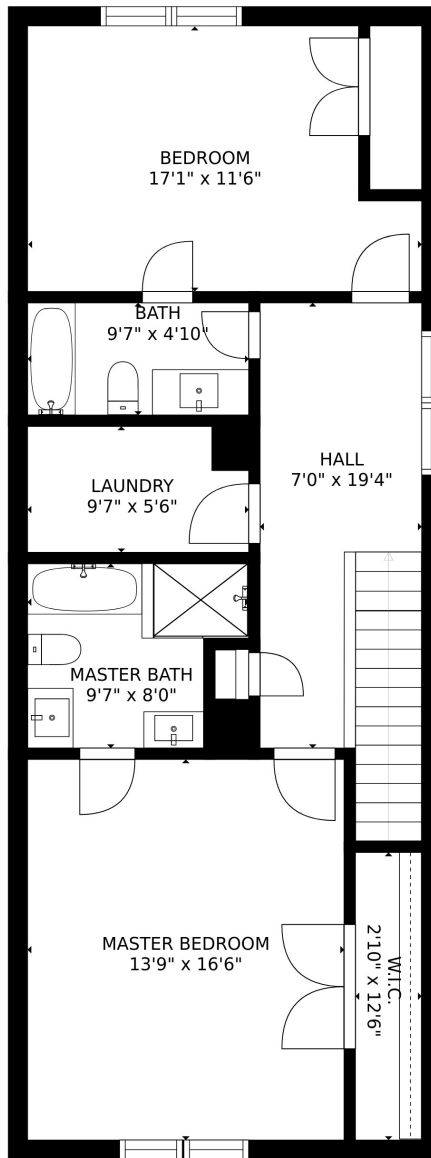 BEDROOM
17'1" x 11'6"
BATH
9'7" x 4'10"
HALL
7'0" x 19'4"
LAUNDRY
9'7" x 5'6"
MASTER BATH
9'7" x 8'0"
MASTER BEDROOM
13'9" x 16'6"
W.I.C.
2'10" x 12'6"